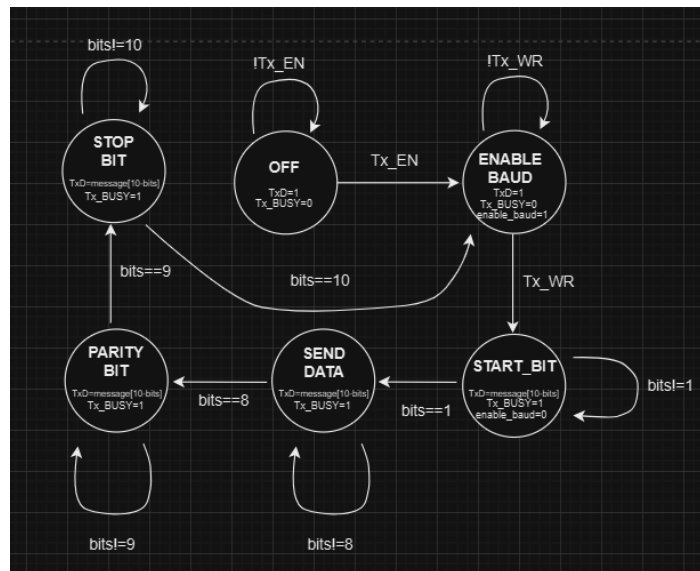 bits!=10
!Tx_EN
!Tx_WR
STOP
BIT
TxD=message[10-bits]
Tx_BUSY=1
OFF
TxD=1
Tx_BUSY=0
Tx_EN
ENABLE
BAUD
TxD=1
Tx_BUSY=0
enable_baud=1
bits==9
bits==10
Tx_WR
PARITY
BIT
TxD=message[10-bits]
Tx_BUSY=1
bits==8
SEND
DATA
TxD=message[10-bits]
Tx_BUSY=1
bits==1
START_BIT
TxD=message[10-bits]
Tx_BUSY=1
enable_baud=0
bits!=1
bits!=9
bits!=8